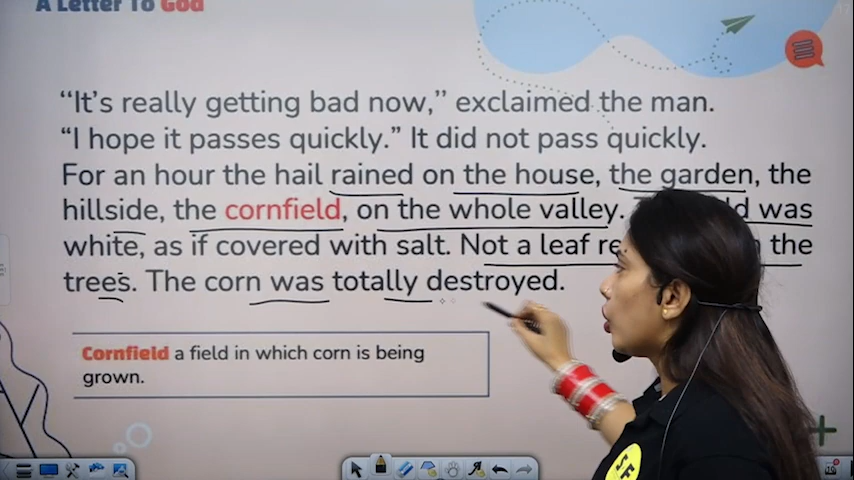 A Letter To God
“It’s really getting bad now,” exclaimed the man.
“I hope it passes quickly.” It did not pass quickly.
For an hour the hail rained on the house, the garden, the
hillside, the cornfield, on the whole valley. was
white, as if covered with salt. Not a leaf the
trees. The corn was totally destroyed.
Cornfield a field in which corn is being
grown.
SF